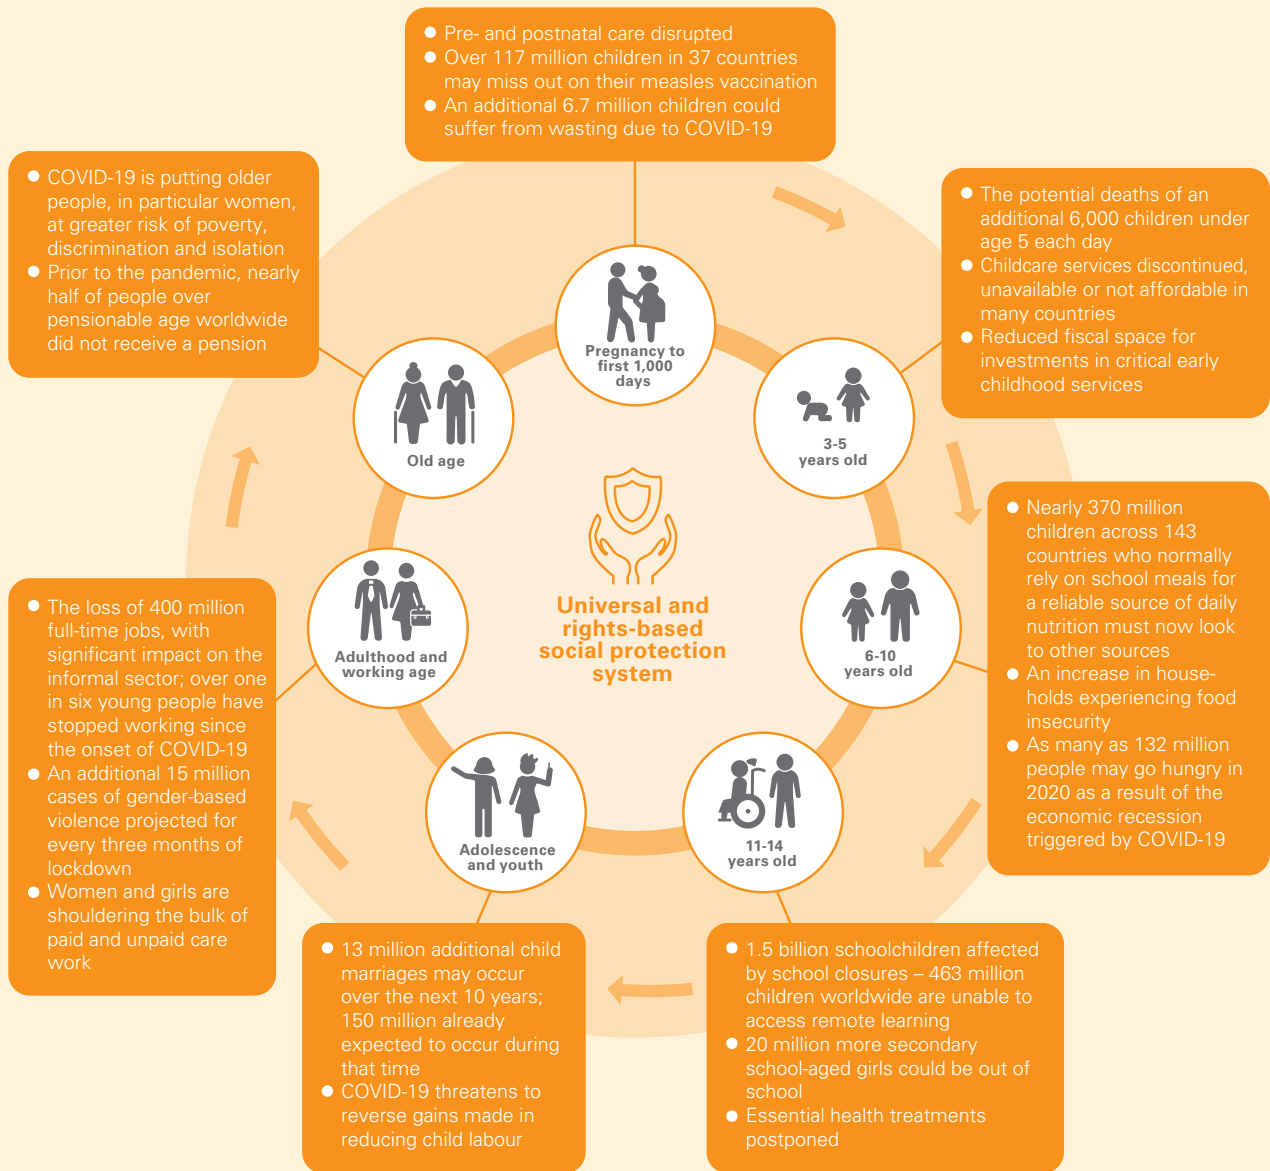 ● Pre- and postnatal care disrupted
● Over 117 million children in 37 countries
may miss out on their measles vaccination
● An additional 6.7 million children could
suffer from wasting due to COVID-19
Pregnancy to
first 1,000
days
● The potential deaths of an
additional 6,000 children under
age 5 each day
● Childcare services discontinued,
unavailable or not affordable in
many countries
● Reduced fiscal space for
investments in critical early
childhood services
3-5
years old
● Nearly 370 million
children across 143
countries who normally
rely on school meals for
a reliable source of daily
nutrition must now look
to other sources
● An increase in house-
holds experiencing food
insecurity
● As many as 132 million
people may go hungry in
2020 as a result of the
economic recession
triggered by COVID-19
6-10
years old
● 1.5 billion schoolchildren affected
by school closures – 463 million
children worldwide are unable to
access remote learning
● 20 million more secondary
school-aged girls could be out of
school
● Essential health treatments
postponed
11-14
years old
● 13 million additional child
marriages may occur
over the next 10 years;
150 million already
expected to occur during
that time
● COVID-19 threatens to
reverse gains made in
reducing child labour
Adolescence
and youth
● The loss of 400 million
full-time jobs, with
significant impact on the
informal sector; over one
in six young people have
stopped working since
the onset of COVID-19
● An additional 15 million
cases of gender-based
violence projected for
every three months of
lockdown
● Women and girls are
shouldering the bulk of
paid and unpaid care
work
Adulthood and
working age
● COVID-19 is putting older
people, in particular women,
at greater risk of poverty,
discrimination and isolation
● Prior to the pandemic, nearly
half of people over
pensionable age worldwide
did not receive a pension
Old age
Universal and
rights-based
social protection
system